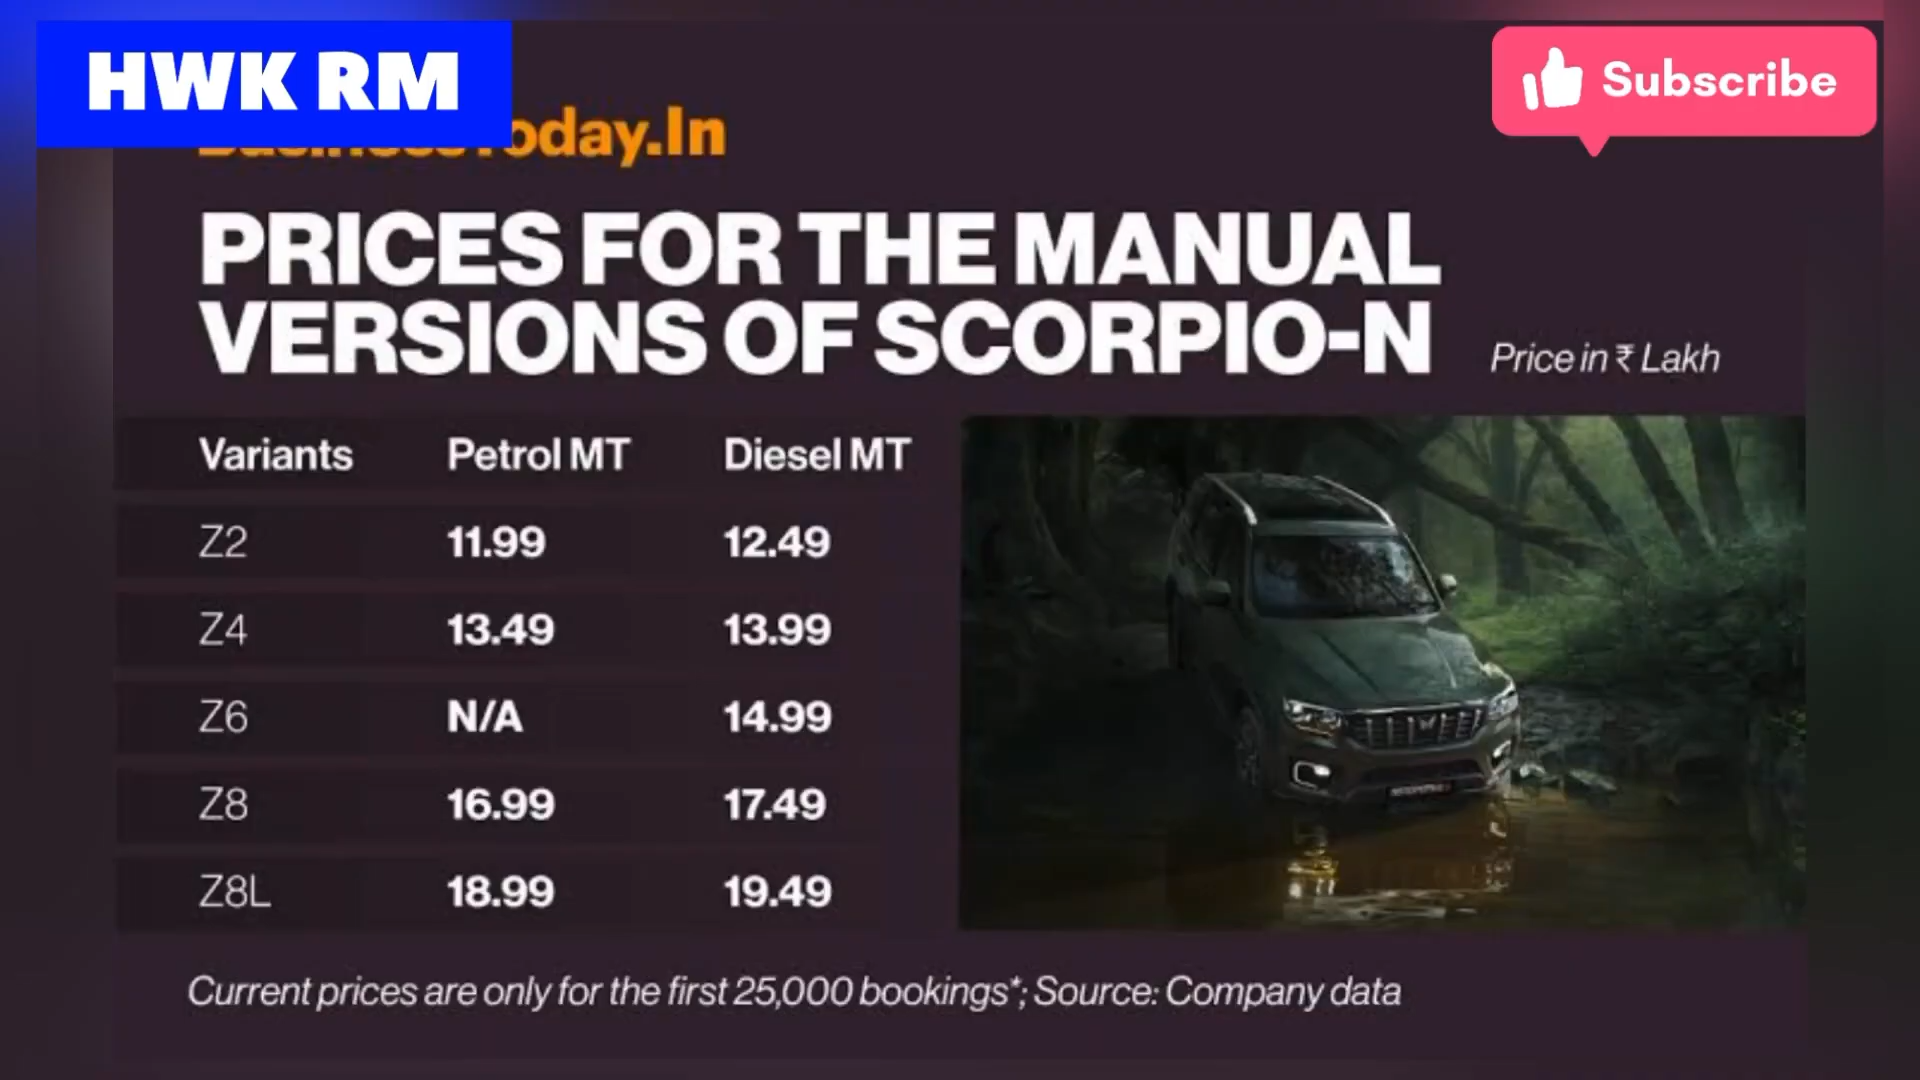 HWK RM
Subscribe
Today.In
PRICES FOR THE MANUAL
VERSIONS OF SCORPIO-N
Price in ₹ Lakh
Variants Petrol MT Diesel MT
Z2 11.99 12.49
Z4 13.49 13.99
Z6 N/A 14.99
Z8 16.99 17.49
Z8L 18.99 19.49
Current prices are only for the first 25,000 bookings*; Source: Company data